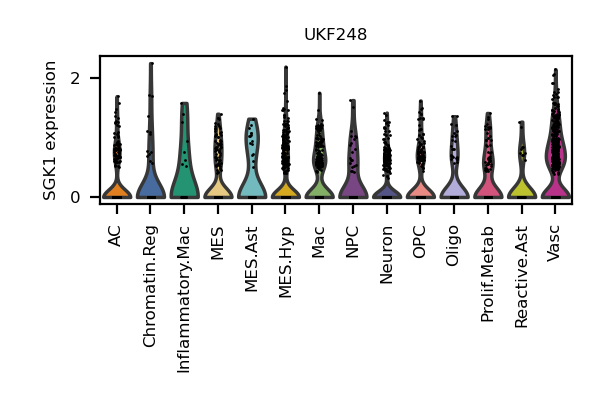 UKF248
SGK1 expression
2
0
AC
Chromatin.Reg
Inflammatory.Mac
MES
MES.Ast
MES.Hyp
Mac
NPC
Neuron
OPC
Oligo
Prolif.Metab
Reactive.Ast
Vasc